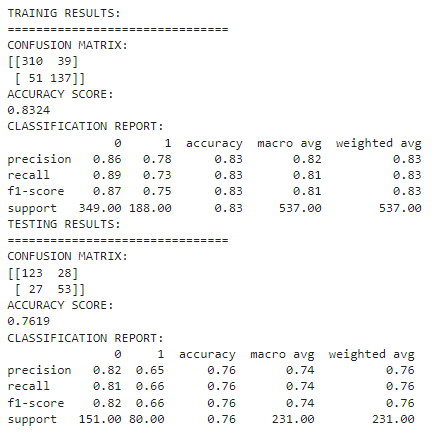 TRAINIG RESULTS:
===============================
CONFUSION MATRIX:
[[310  39]
 [ 51 137]]
ACCURACY SCORE:
0.8324
CLASSIFICATION REPORT:
               0      1  accuracy  macro avg  weighted avg
precision   0.86   0.78      0.83       0.82          0.83
recall      0.89   0.73      0.83       0.81          0.83
f1-score    0.87   0.75      0.83       0.81          0.83
support   349.00 188.00      0.83     537.00        537.00
TESTING RESULTS:
===============================
CONFUSION MATRIX:
[[123  28]
 [ 27  53]]
ACCURACY SCORE:
0.7619
CLASSIFICATION REPORT:
               0     1  accuracy  macro avg  weighted avg
precision   0.82  0.65      0.76       0.74          0.76
recall      0.81  0.66      0.76       0.74          0.76
f1-score    0.82  0.66      0.76       0.74          0.76
support   151.00 80.00      0.76     231.00        231.00